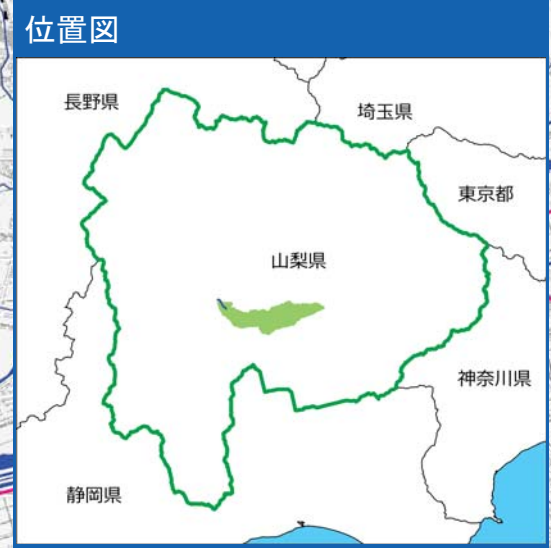 位置図
長野県
埼玉県
東京都
山梨県
神奈川県
静岡県